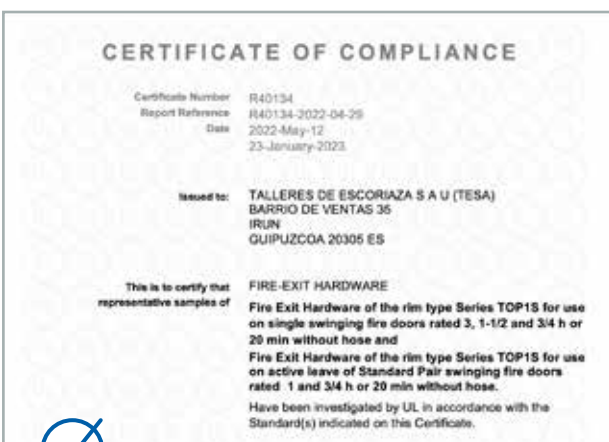 CERTIFICATE OF COMPLIANCE
Certificate Number R40134
Report Reference R40134-2022-04-29
Date 2022-May-12
23-January-2023
Issued to: TALLERES DE ESCORIAZA S A U (TESA)
BARRIO DE VENTAS 35
IRUN
GUIPUZCOA 20305 ES
This is to certify that FIRE-EXIT HARDWARE
representative samples of
Fire Exit Hardware of the rim type Series TOP1S for use
on single swinging fire doors rated 3, 1-1/2 and 3/4 h or
20 min without hose and
Fire Exit Hardware of the rim type Series TOP1S for use
on active leave of Standard Pair swinging fire doors
rated 1 and 3/4 h or 20 min without hose.
Have been investigated by UL in accordance with the
Standard(s) indicated on this Certificate.